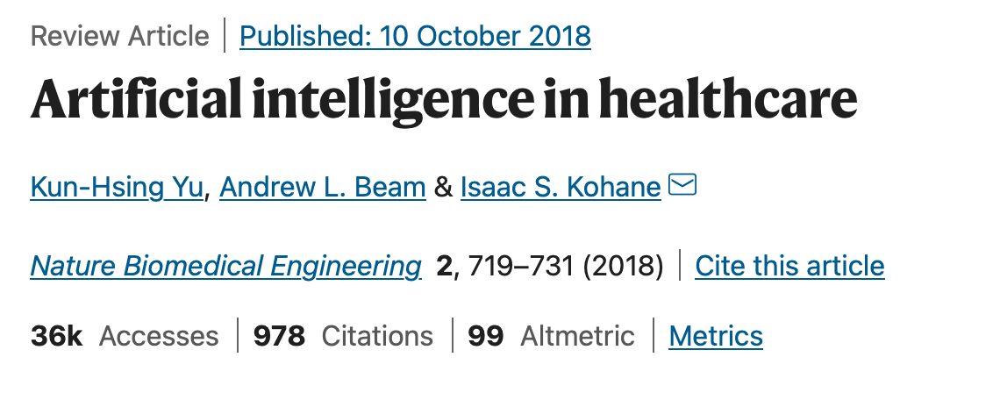 Review Article | Published: 10 October 2018
Artificial intelligence in healthcare
Kun-Hsing Yu, Andrew L. Beam & Isaac S. Kohane
Nature Biomedical Engineering 2, 719–731 (2018) | Cite this article
36k Accesses | 978 Citations | 99 Altmetric | Metrics